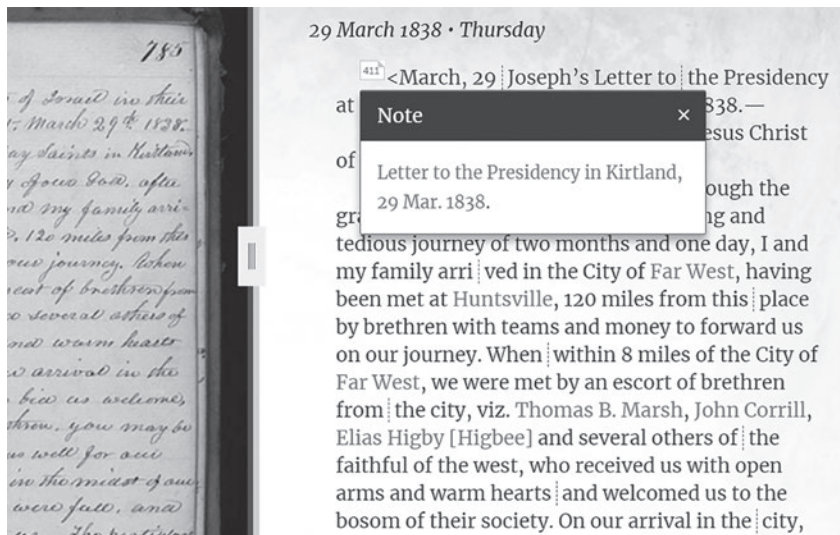 785
of Israel in their
March 29th 1838.
Saints in Kirtland
after
my family arri-
120 miles from this
journey. When
of brethren from
several others of
warm hearts
arrival in the
bid us welcome,
you may be
us well for our
in the midst of our
were full, and
29 March 1838 • Thursday
411 <March, 29 Joseph’s Letter to the Presidency
at 838.—
esus Christ
of
ough the
gra ng and
Note ×
Letter to the Presidency in Kirtland,
29 Mar. 1838.
tedious journey of two months and one day, I and
my family arri ved in the City of Far West, having
been met at Huntsville, 120 miles from this place
by brethren with teams and money to forward us
on our journey. When within 8 miles of the City of
Far West, we were met by an escort of brethren
from the city, viz. Thomas B. Marsh, John Corrill,
Elias Higby [Higbee] and several others of the
faithful of the west, who received us with open
arms and warm hearts and welcomed us to the
bosom of their society. On our arrival in the city,